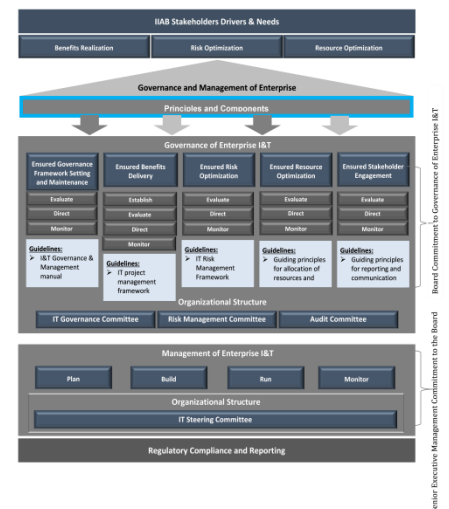 IIAB Stakeholders Drivers & Needs
Benefits Realization
Risk Optimization
Resource Optimization
Governance and Management of Enterprise
Principles and Components
Governance of Enterprise I&T
Ensured Governance
Framework Setting
and Maintenance
Evaluate
Direct
Monitor
Guidelines:
➤ I&T Governance &
Management
manual
Ensured Benefits
Delivery
Establish
Evaluate
Direct
Monitor
Guidelines:
➤ IT project
management
framework
Ensured Risk
Optimization
Evaluate
Direct
Monitor
Guidelines:
➤ IT Risk
Management
Framework
Ensured Resource
Optimization
Evaluate
Direct
Monitor
Guidelines:
➤ Guiding principles
for allocation of
resources and
Ensured Stakeholder
Engagement
Evaluate
Direct
Monitor
Guidelines:
➤ Guiding principles
for reporting and
communication
Organizational Structure
IT Governance Committee
Risk Management Committee
Audit Committee
Management of Enterprise I&T
Plan
Build
Run
Monitor
Organizational Structure
IT Steering Committee
Regulatory Compliance and Reporting
Board Commitment to Governance of Enterprise I&T
enior Executive Management Commitment to the Board